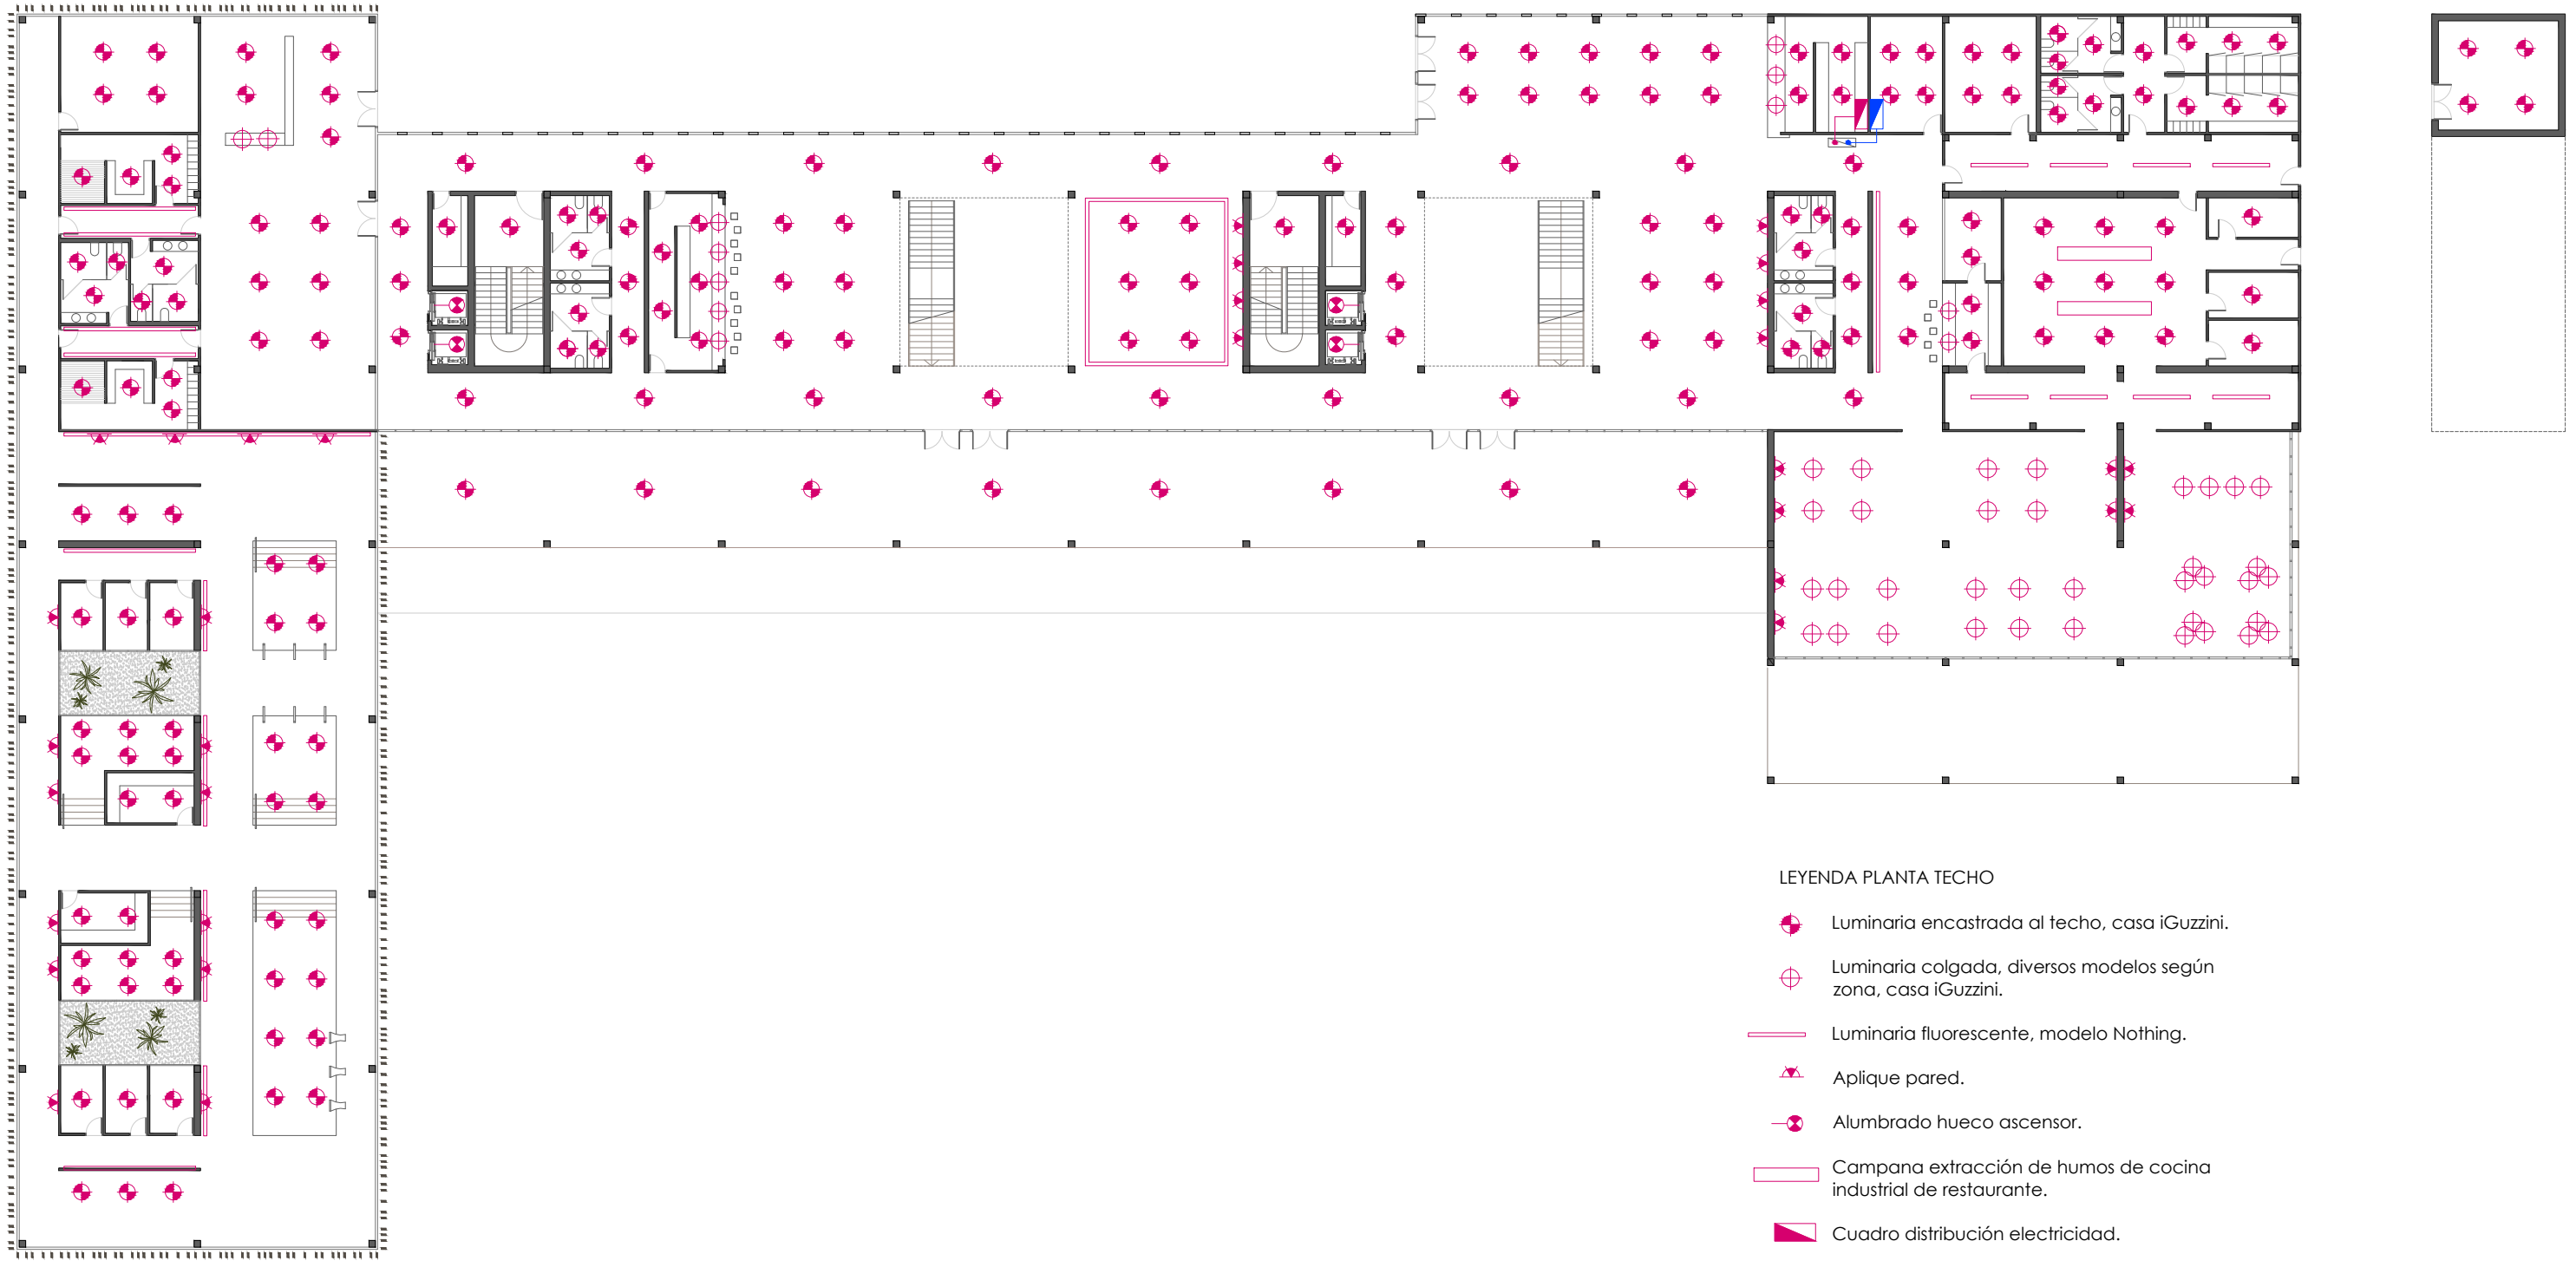 LEYENDA PLANTA TECHO
Luminaria encastrada al techo, casa iGuzzini.
Luminaria colgada, diversos modelos según
zona, casa iGuzzini.
Luminaria fluorescente, modelo Nothing.
Aplique pared.
Alumbrado hueco ascensor.
Campana extracción de humos de cocina
industrial de restaurante.
Cuadro distribución electricidad.